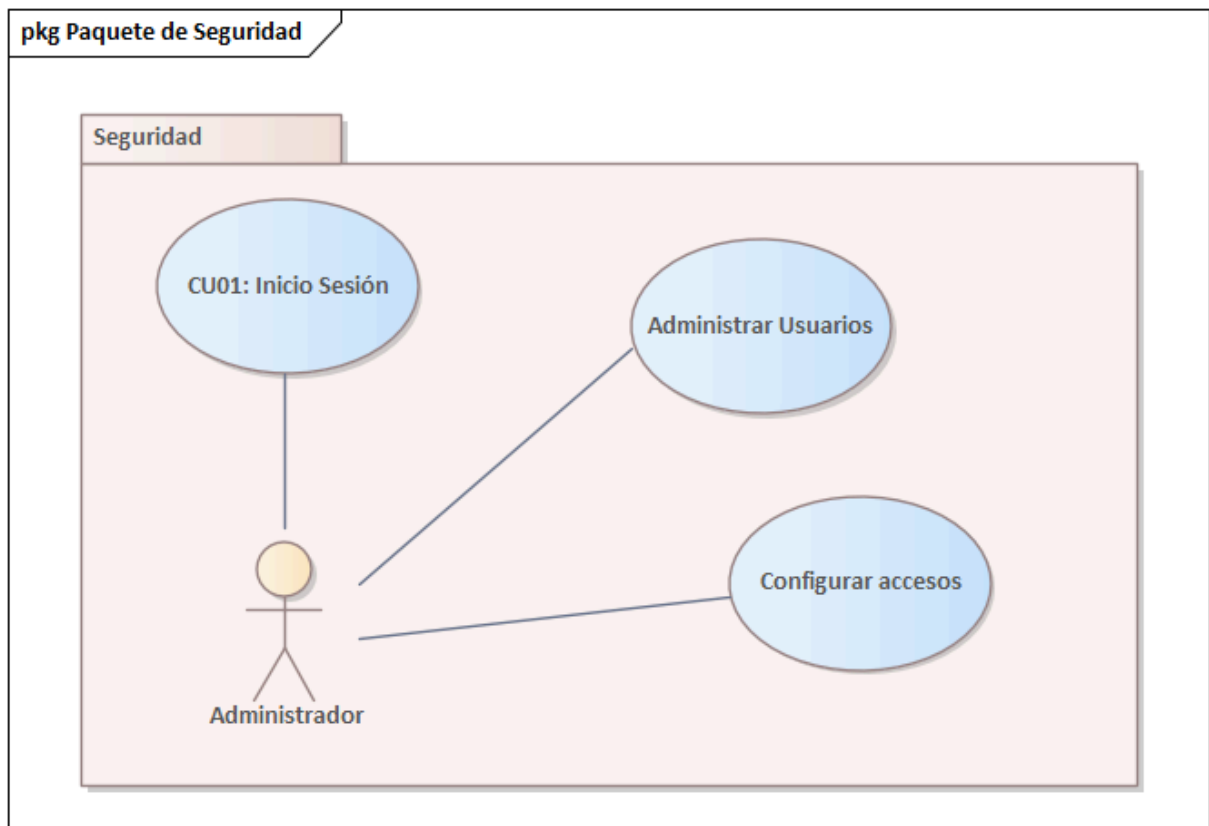 pkg Paquete de Seguridad
Seguridad
CU01: Inicio Sesión
Administrar Usuarios
Configurar accesos
Administrador